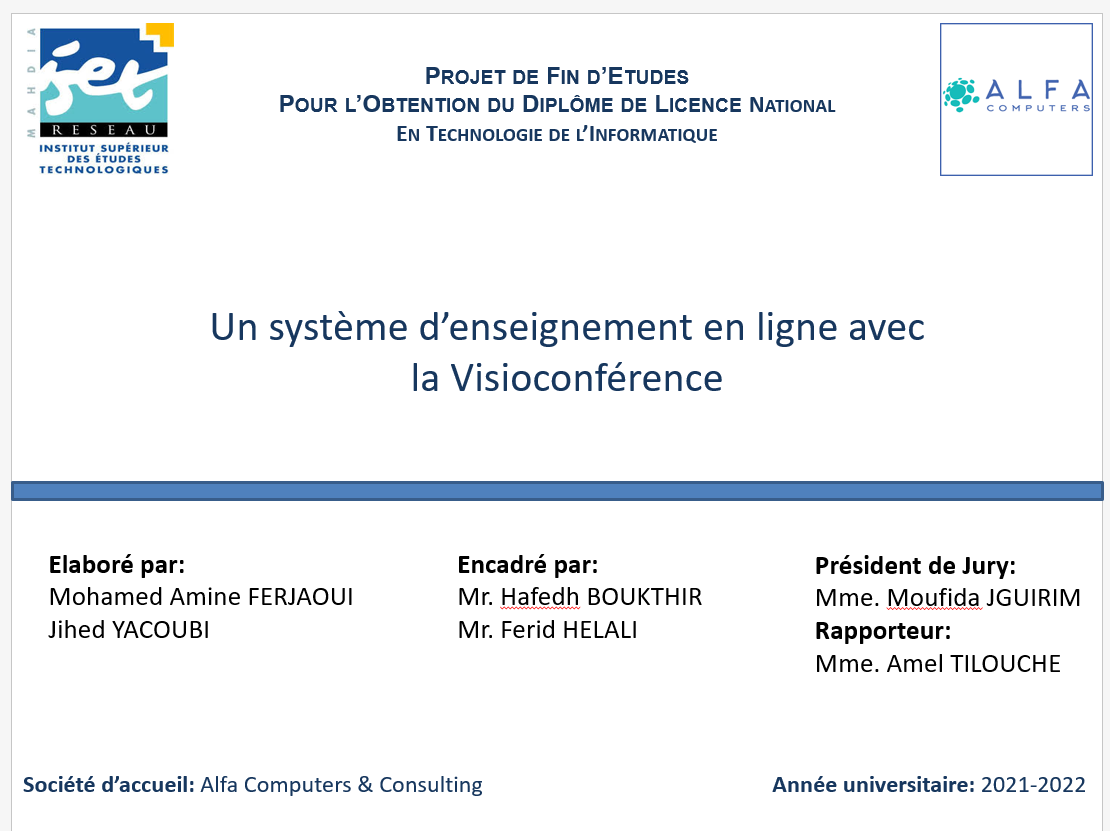 MAHDIA
iset
RESEAU
INSTITUT SUPÉRIEUR
DES ÉTUDES
TECHNOLOGIQUES
PROJET DE FIN D'ETUDES
POUR L'OBTENTION DU DIPLÔME DE LICENCE NATIONAL
EN TECHNOLOGIE DE L'INFORMATIQUE
ALFA
COMPUTERS
Un système d'enseignement en ligne avec
la Visioconférence
Elaboré par:
Mohamed Amine FERJAOUI
Jihed YACOUBI
Encadré par:
Mr. Hafedh BOUKTHIR
Mr. Ferid HELALI
Président de Jury:
Mme. Moufida JGUIRIM
Rapporteur:
Mme. Amel TILOUCHE
Société d'accueil: Alfa Computers & Consulting
Année universitaire: 2021-2022